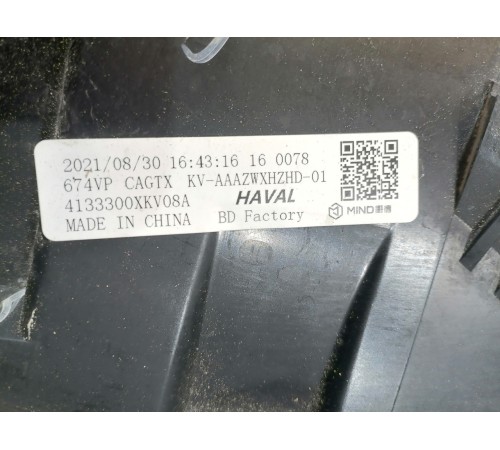 2021/08/30 16:43:16 16 0078
674VP CAGTX KV-AAAZWXHZHD-01
4133300XKV08A HAVAL
MADE IN CHINA BD Factory
MIND